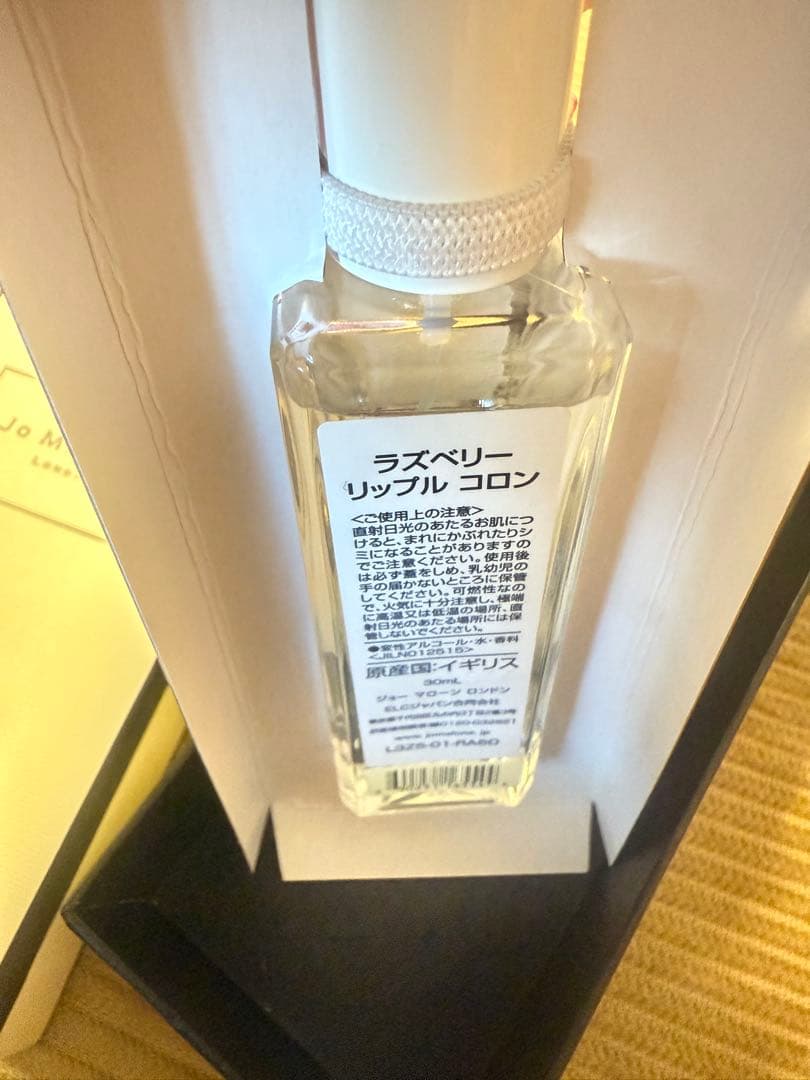 Jo M
Lon
ラズベリー
リップル コロン
<ご使用上の注意>
直射日光のあたるお肌につ
けると、まれにかぶれたりシ
ミになることがありますの
でご注意ください。使用後
は必ず蓋をしめ、乳幼児の
手の届かないところに保管
してください。可燃性なの
で、火気に十分注意し、極端
に高温又は低温の場所、直
射日光のあたる場所には保
管しないでください。
●変性アルコール・水・香料
<JILN012515>
原産国:イギリス
30mL
ジョー マローン ロンドン
ELCジャパン合同会社
www. jomalone.jp
L3Z5-01-RASO